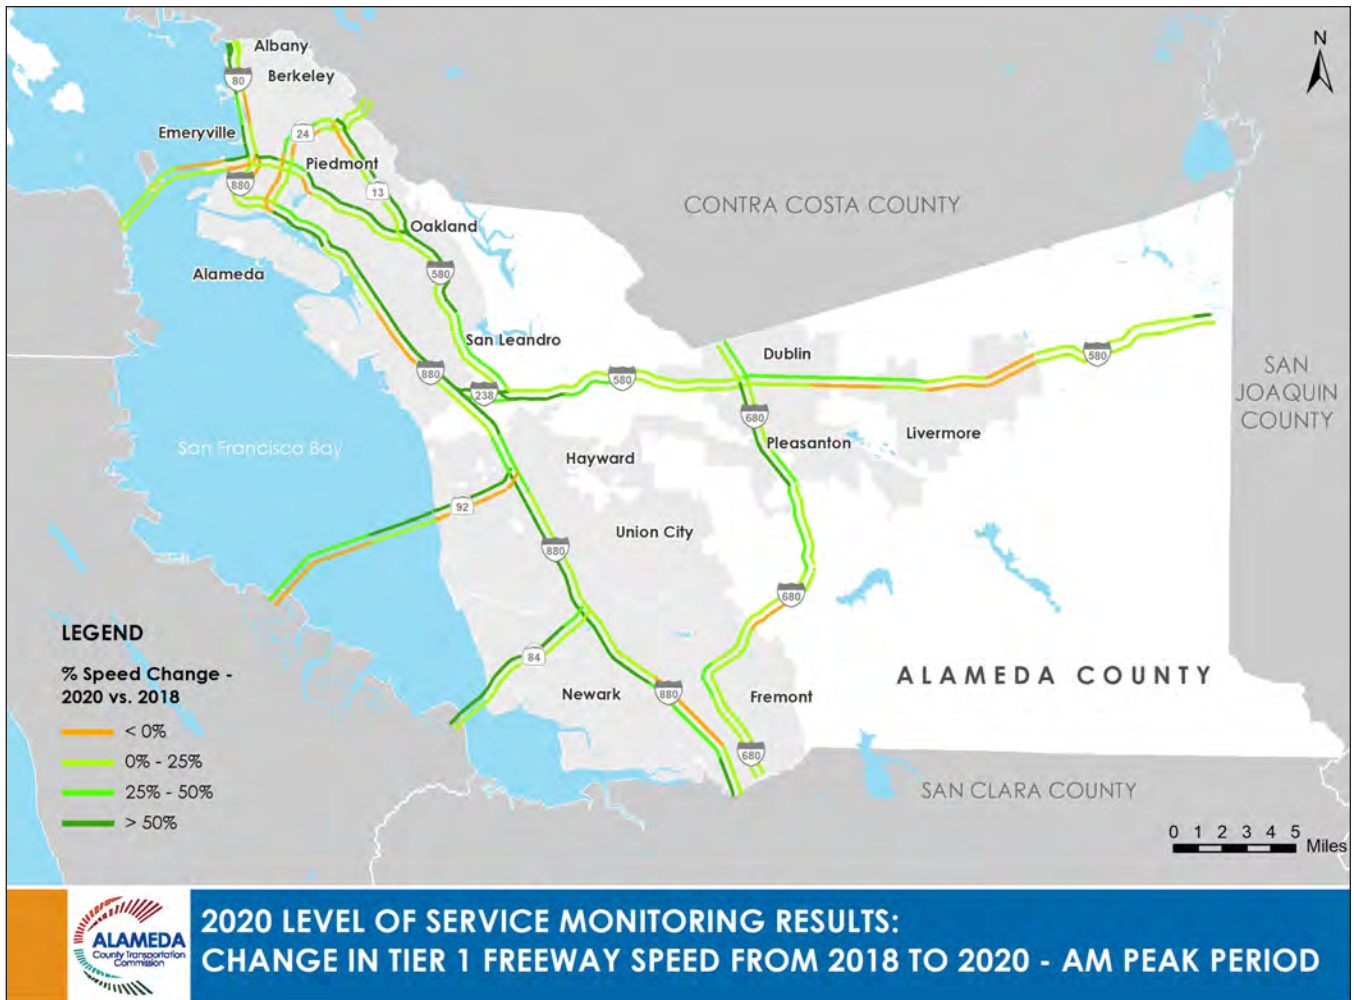 N
Albany
80
Berkeley
Emeryville
24
Piedmont
880
13
Oakland
CONTRA COSTA COUNTY
Alameda
580
San Leandro
Dublin
580
880
580
238
SAN
JOAQUIN
COUNTY
680
Pleasanton
Livermore
San Francisco Bay
Hayward
92
Union City
880
680
LEGEND
% Speed Change -
2020 vs. 2018
< 0%
0% - 25%
25% - 50%
> 50%
84
ALAMEDA COUNTY
Newark
880
Fremont
680
SAN CLARA COUNTY
0 1 2 3 4 5
Miles
ALAMEDA
County Transportation
Commission
2020 LEVEL OF SERVICE MONITORING RESULTS:
CHANGE IN TIER 1 FREEWAY SPEED FROM 2018 TO 2020 - AM PEAK PERIOD